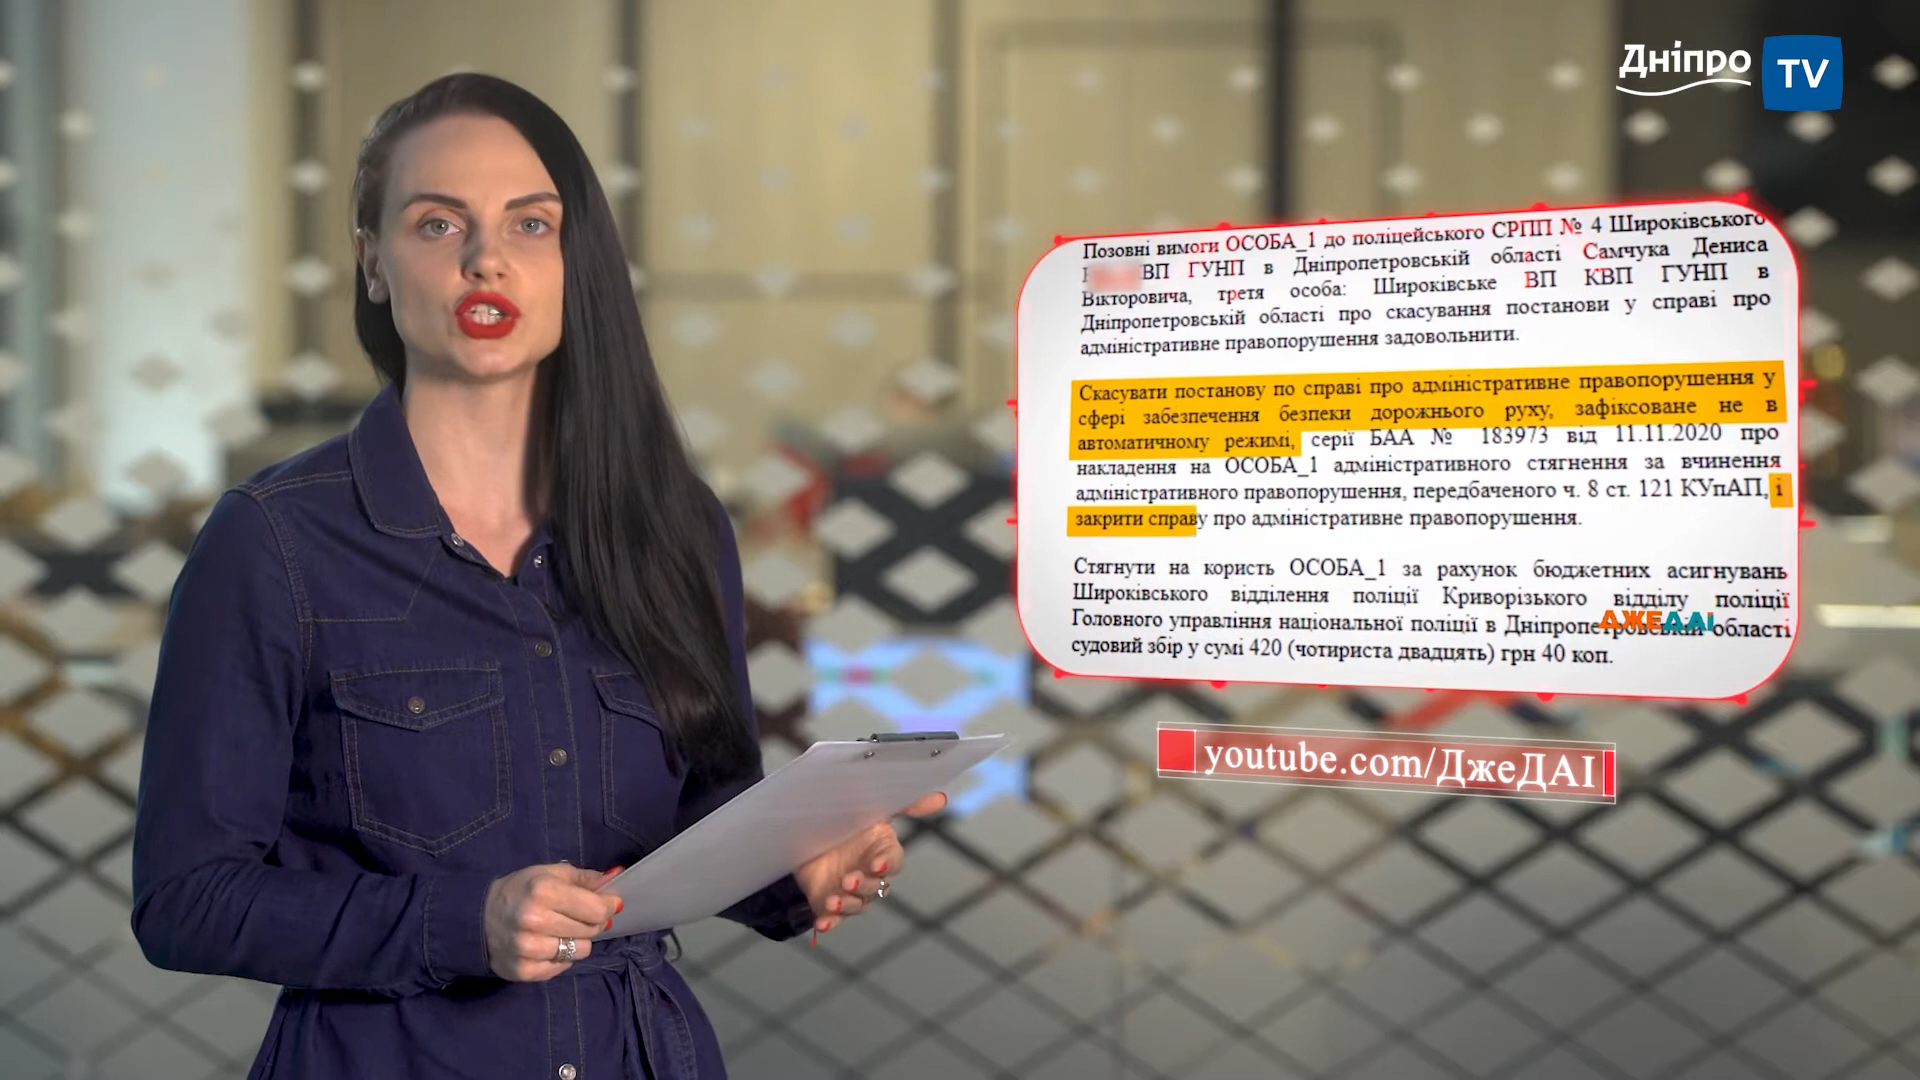 Дніпро TV
Позовні вимоги ОСОБА_1 до поліцейського СРПП № 4 Широківського
ВП ГУНП в Дніпропетровській області Самчука Дениса
Вікторовича, третя особа: Широківське ВП КВП ГУНП в
Дніпропетровській області про скасування постанови у справі про
адміністративне правопорушення задовольнити.
Скасувати постанову по справі про адміністративне правопорушення у
сфері забезпечення безпеки дорожнього руху, зафіксоване не в
автоматичному режимі, серії БАА № 183973 від 11.11.2020 про
накладення на ОСОБА_1 адміністративного стягнення за вчинення
адміністративного правопорушення, передбаченого ч. 8 ст. 121 КУпАП, і
закрити справу про адміністративне правопорушення.
Стягнути на користь ОСОБА_1 за рахунок бюджетних асигнувань
Широківського відділення поліції Криворізького відділу поліції
Головного управління національної поліції в Дніпропетровській області
судовий збір у сумі 420 (чотириста двадцять) грн 40 коп.
ДЖЕДАІ
youtube.com/ДжеДАІ